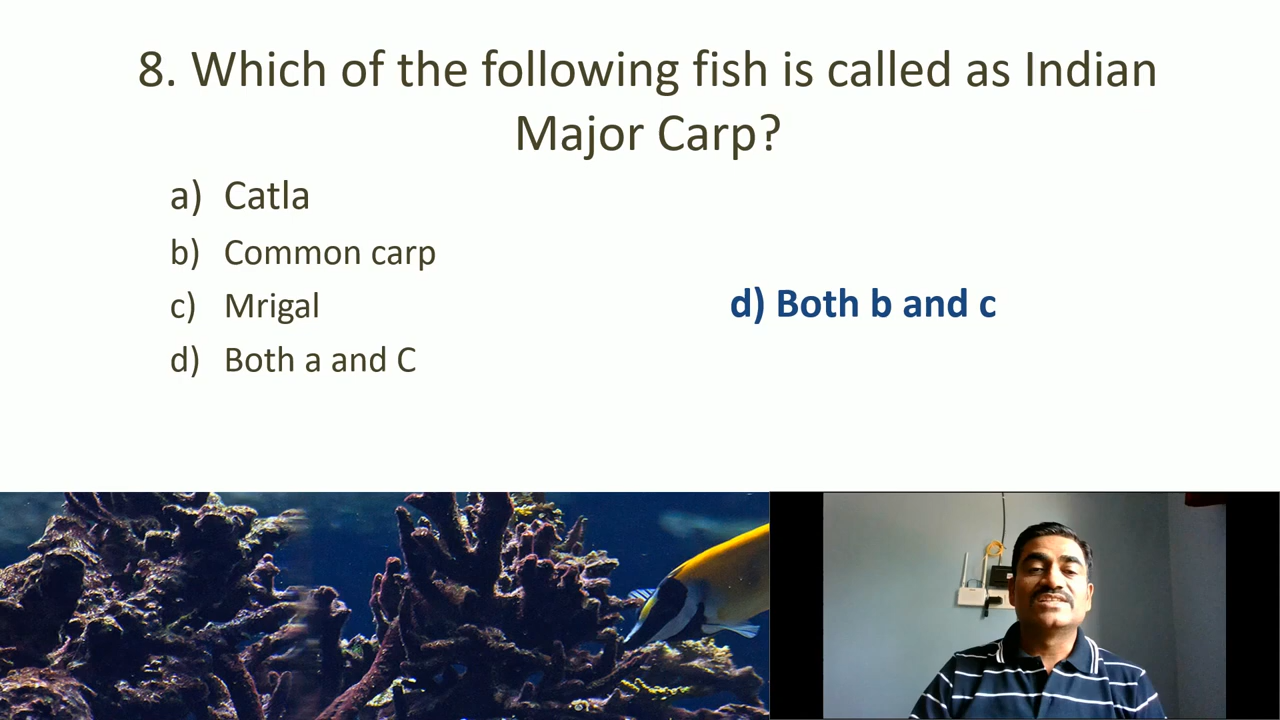 8. Which of the following fish is called as Indian
Major Carp?
a) Catla
b) Common carp
c) Mrigal
d) Both a and C
d) Both b and c